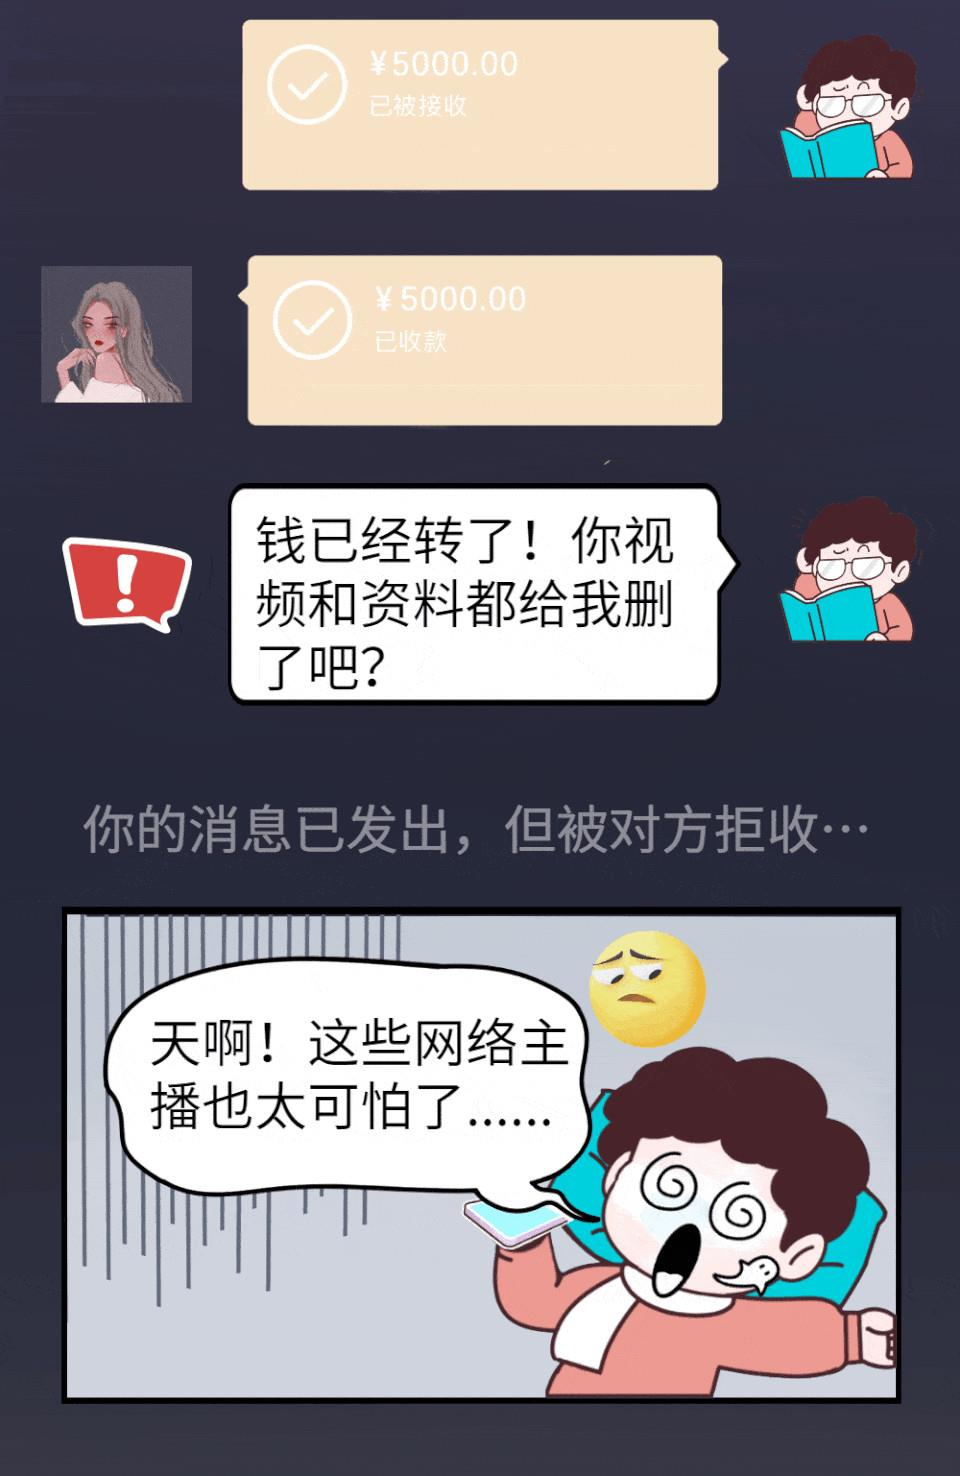 ¥5000.00
已被接收
¥5000.00
已收款
钱已经转了！你视
频和资料都给我删
了吧？
你的消息已发出，但被对方拒收…
天啊！这些网络主
播也太可怕了......